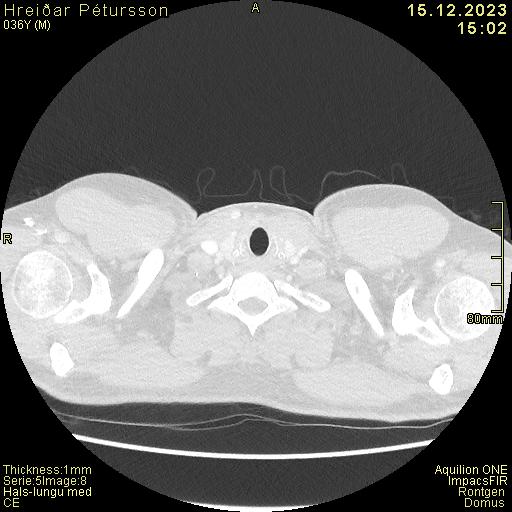 Hreiðar Pétursson
036Y (M)
A
15.12.2023
15:02
R
80mm
Thickness:1mm
Serie:5Image:8
Hals-lungu med
CE
Aquilion ONE
ImpacsFIR
Rontgen
Domus